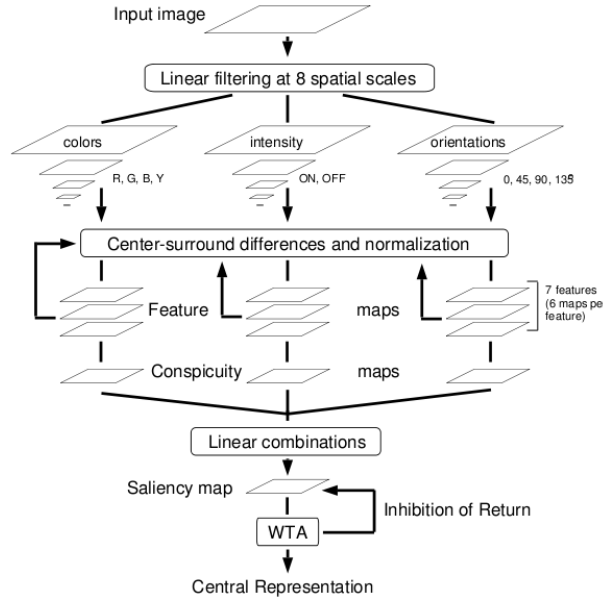 Input image
Linear filtering at 8 spatial scales
colors
intensity
orientations
R, G, B, Y
ON, OFF
0, 45, 90, 135°
Center-surround differences and normalization
7 features
(6 maps pe
feature)
Feature
maps
Conspicuity
maps
Linear combinations
Saliency map
Inhibition of Return
WTA
Central Representation